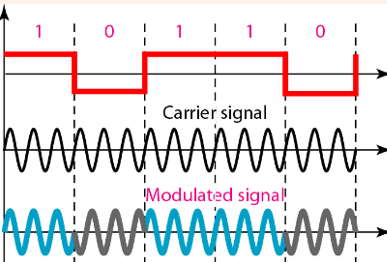 1 0 1 1 0
Carrier signal
Modulated signal